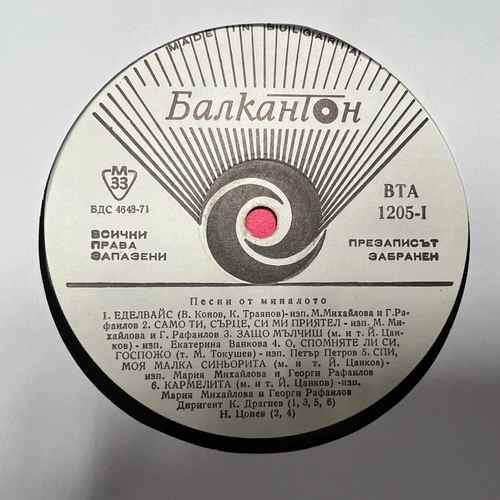 MADE IN BULGARIA
Балкантон
М
33
БДС 4648-71
ВСИЧКИ
ПРАВА
ЗАПАЗЕНИ
ВТА
1205-I
ПРЕЗАПИСЪТ
ЗАБРАНЕН
Песни от миналото
1. ЕДЕЛВАЙС (В. Конов, К. Траянов)-изп. М.Михайлова и Г.Ра-
фаилов 2. САМО ТИ, СЪРЦЕ, СИ МИ ПРИЯТЕЛ - изп. М. Ми-
хайлова и Г. Рафаилов 3. ЗАЩО МЪЛЧИШ (м. и т. Й. Цан-
ков) - изп. Екатерина Ванкова 4. О, СПОМНЯТЕ ЛИ СИ,
ГОСПОЖО (т. М. Токушев) - изп. Петър Петров 5. СПИ,
МОЯ МАЛКА СИНЬОРИТА (м. и т. Й. Цанков) -
изп. Мария Михайлова и Георги Рафаилов
6. КАРМЕЛИТА (м. и т. Й. Цанков) -изп.
Мария Михайлова и Георги Рафаилов
Диригент К. Драгнев (1, 3, 5, 6)
Н. Цонев (2, 4)